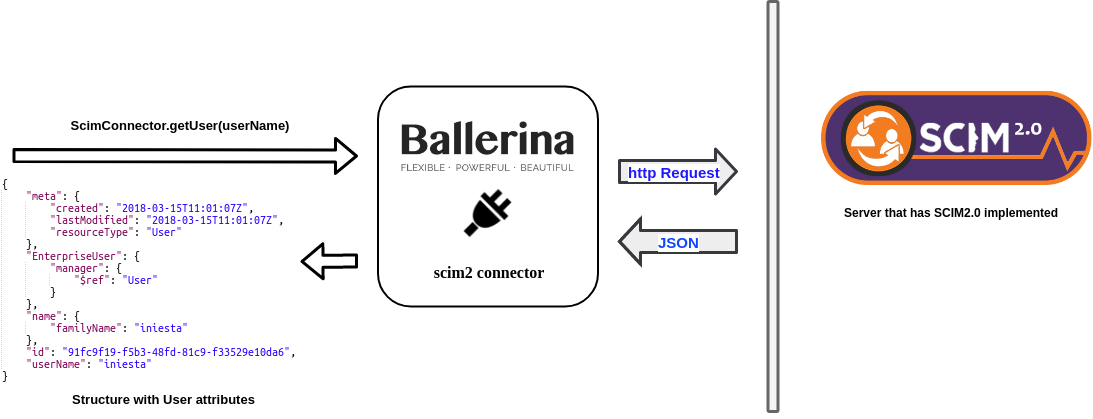 ScimConnector.getUser(userName)
{
"meta": {
"created": "2018-03-15T11:01:07Z",
"lastModified": "2018-03-15T11:01:07Z",
"resourceType": "User"
},
"EnterpriseUser": {
"manager": {
"$ref": "User"
}
},
"name": {
"familyName": "iniesta"
},
"id": "91fc9f19-f5b3-48fd-81c9-f33529e10da6",
"userName": "iniesta"
}
Structure with User attributes
Ballerina
FLEXIBLE · POWERFUL · BEAUTIFUL
scim2 connector
http Request
JSON
SCIM 2.0
Server that has SCIM2.0 implemented